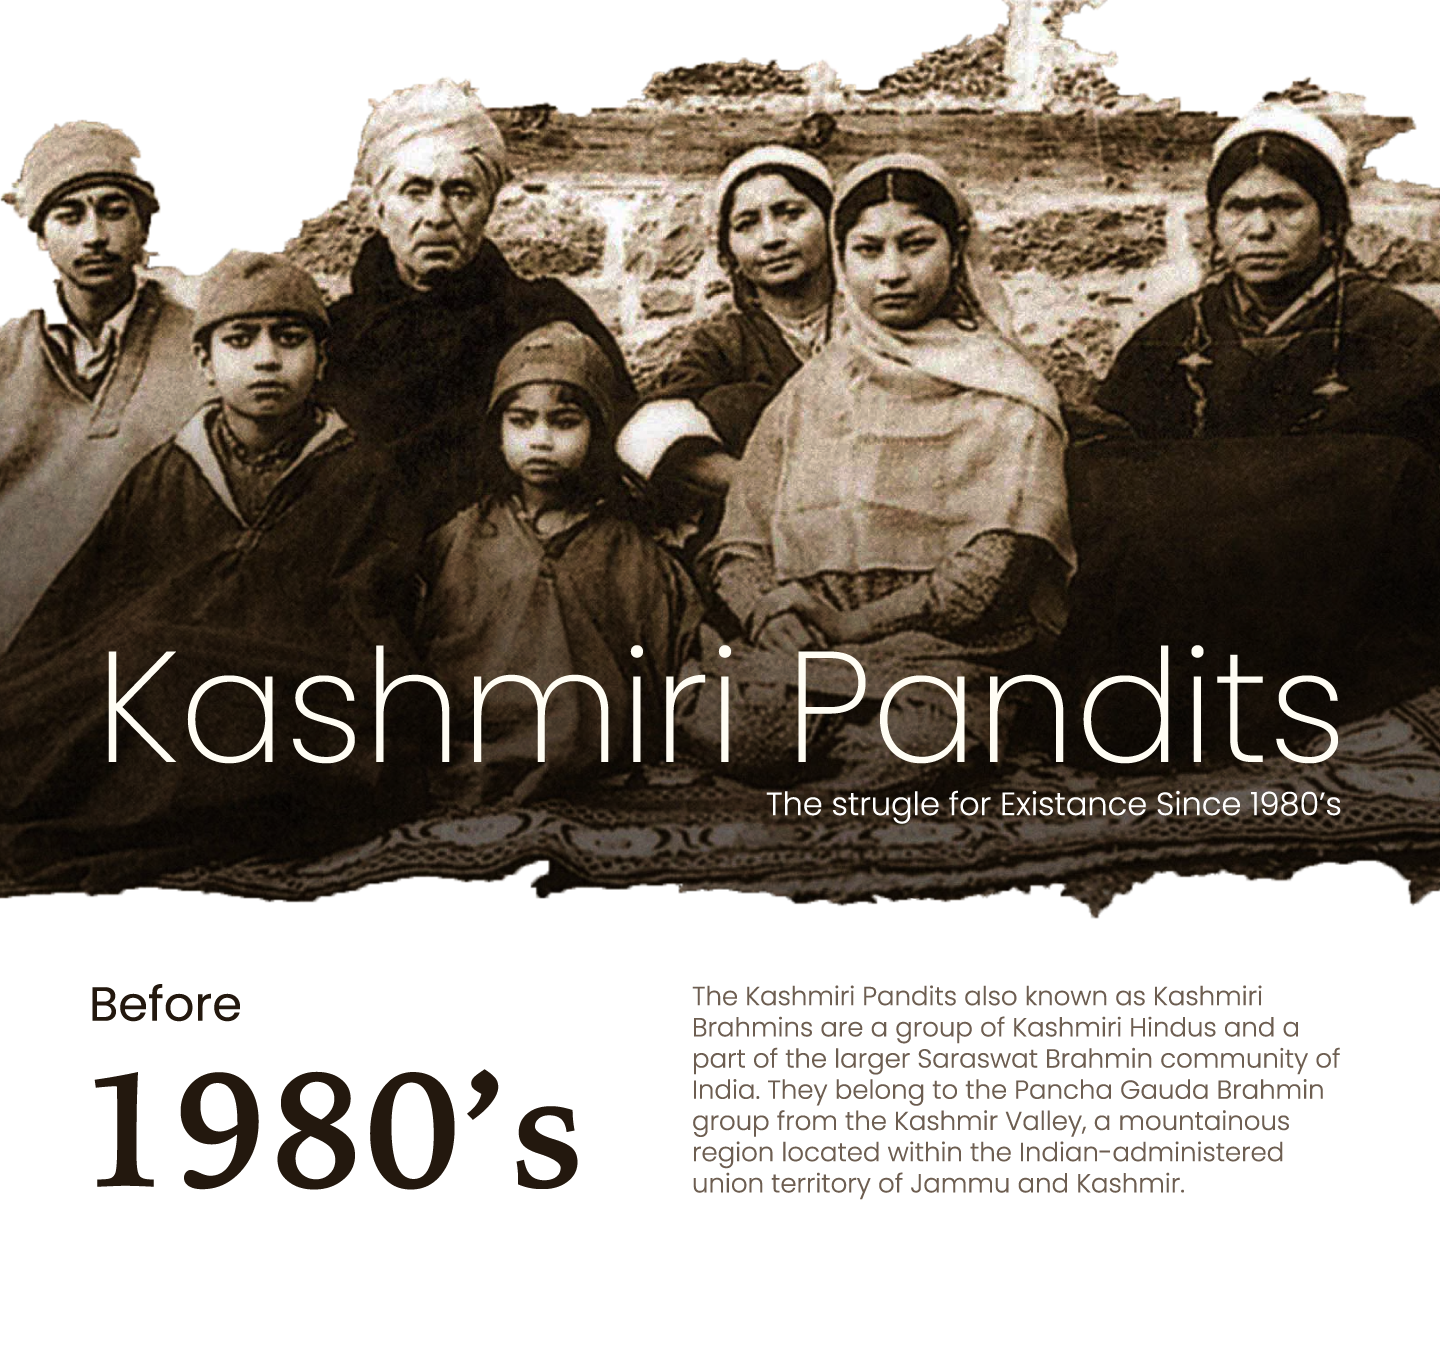 Kashmiri Pandits
The strugle for Existance Since 1980’s
Before
1980’s
The Kashmiri Pandits also known as Kashmiri
Brahmins are a group of Kashmiri Hindus and a
part of the larger Saraswat Brahmin community of
India. They belong to the Pancha Gauda Brahmin
group from the Kashmir Valley, a mountainous
region located within the Indian-administered
union territory of Jammu and Kashmir.